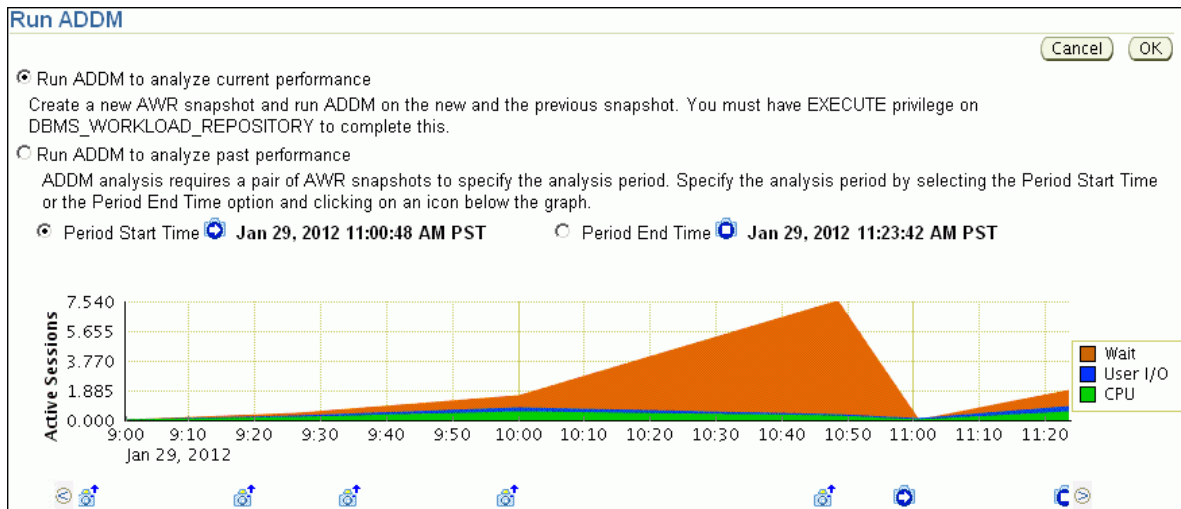 Run ADDM
Cancel OK
Run ADDM to analyze current performance
Create a new AWR snapshot and run ADDM on the new and the previous snapshot. You must have EXECUTE privilege on
DBMS_WORKLOAD_REPOSITORY to complete this.
Run ADDM to analyze past performance
ADDM analysis requires a pair of AWR snapshots to specify the analysis period. Specify the analysis period by selecting the Period Start Time
or the Period End Time option and clicking on an icon below the graph.
Period Start Time Jan 29, 2012 11:00:48 AM PST Period End Time Jan 29, 2012 11:23:42 AM PST
Active Sessions
7.540
5.655
3.770
1.885
0.000
Wait
User I/O
CPU
9:00 9:10 9:20 9:30 9:40 9:50 10:00 10:10 10:20 10:30 10:40 10:50 11:00 11:10 11:20
Jan 29, 2012